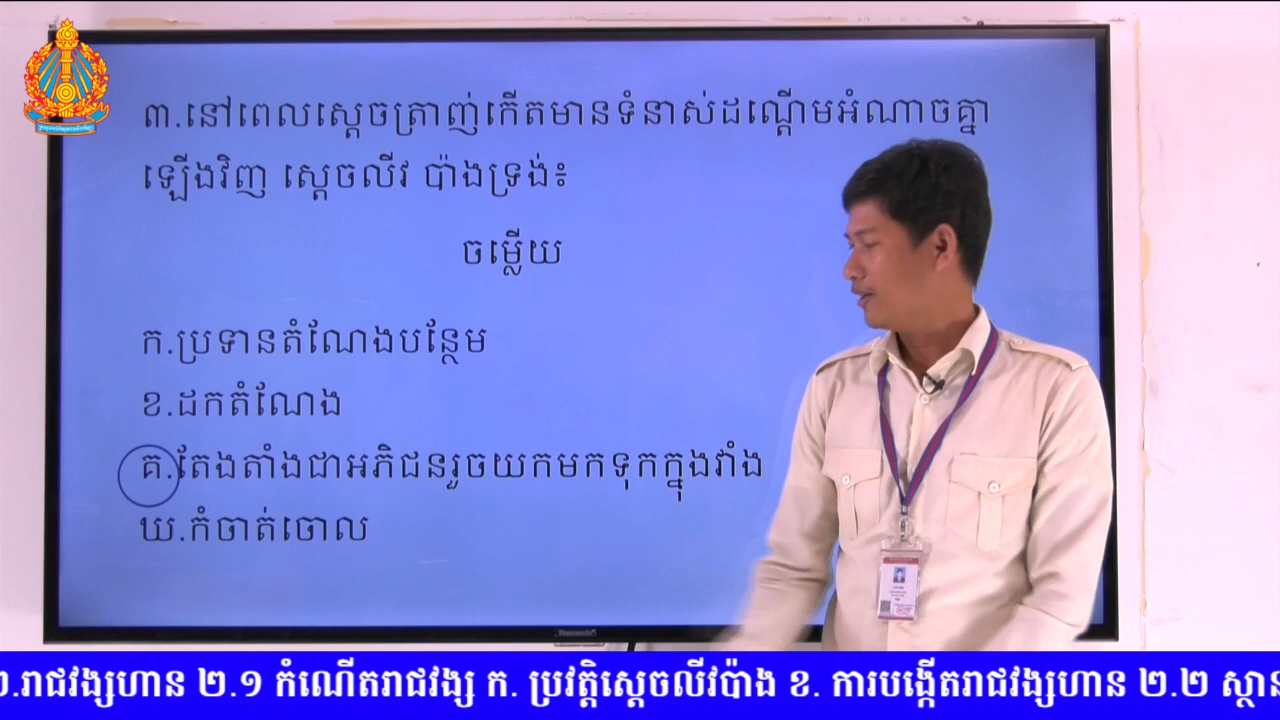 ៣.នៅពេលស្តេចត្រាញ់កើតមានទំនាស់ដណ្តើមអំណាចគ្នា
ឡើងវិញ ស្តេចលីវ ប៉ាងទ្រង់៖
ចម្លើយ
ក.ប្រទានតំណែងបន្ថែម
ខ.ដកតំណែង
គ.តែងតាំងជាអភិជនរួចយកមកទុកក្នុងវាំង
ឃ.កំចាត់ចោល
Panasonic
២.រាជវង្សហាន ២.១ កំណើតរាជវង្ស ក. ប្រវត្តិស្តេចលីវប៉ាង ខ. ការបង្កើតរាជវង្សហាន ២.២ ស្ថាន